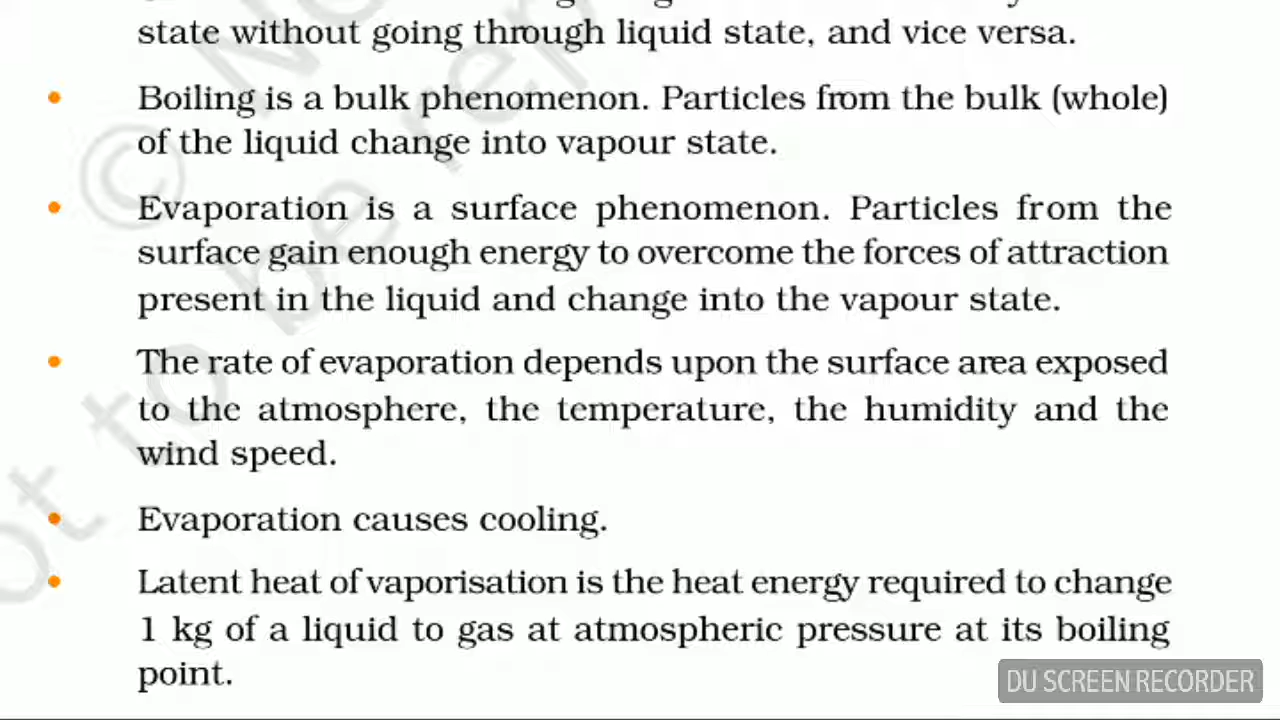 state without going through liquid state, and vice versa.
• Boiling is a bulk phenomenon. Particles from the bulk (whole)
of the liquid change into vapour state.
• Evaporation is a surface phenomenon. Particles from the
surface gain enough energy to overcome the forces of attraction
present in the liquid and change into the vapour state.
• The rate of evaporation depends upon the surface area exposed
to the atmosphere, the temperature, the humidity and the
wind speed.
• Evaporation causes cooling.
• Latent heat of vaporisation is the heat energy required to change
1 kg of a liquid to gas at atmospheric pressure at its boiling
point.
DU SCREEN RECORDER